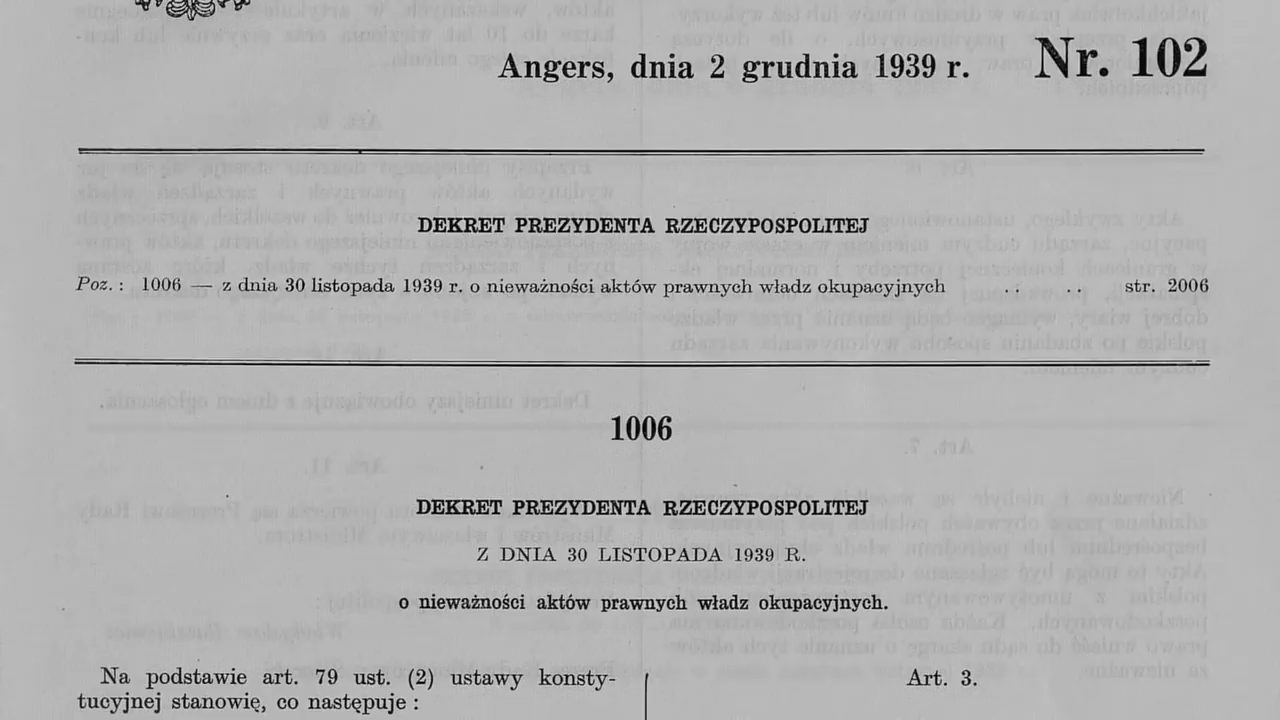 Angers, dnia 2 grudnia 1939 r. Nr. 102
DEKRET PREZYDENTA RZECZYPOSPOLITEJ
Poz. : 1006 — z dnia 30 listopada 1939 r. o nieważności aktów prawnych władz okupacyjnych .. str. 2006
1006
DEKRET PREZYDENTA RZECZYPOSPOLITEJ
Z DNIA 30 LISTOPADA 1939 R.
o nieważności aktów prawnych władz okupacyjnych.
Na podstawie art. 79 ust. (2) ustawy konsty-
tucyjnej stanowię, co następuje :
Art. 3.